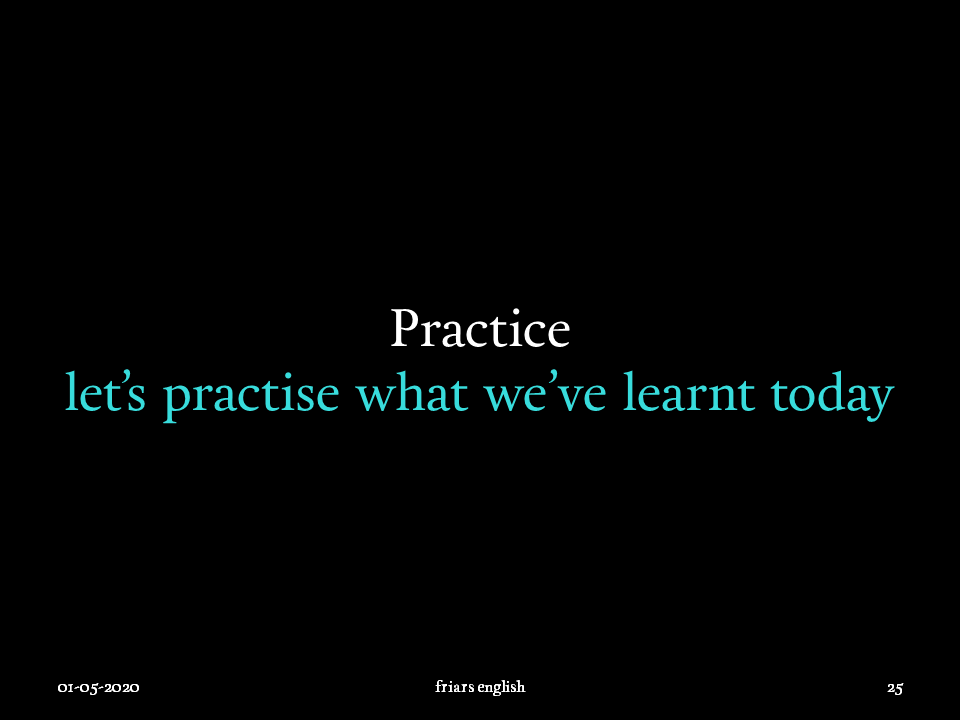 Practice
let’s practise what we’ve learnt today
01-05-2020 friars english 25